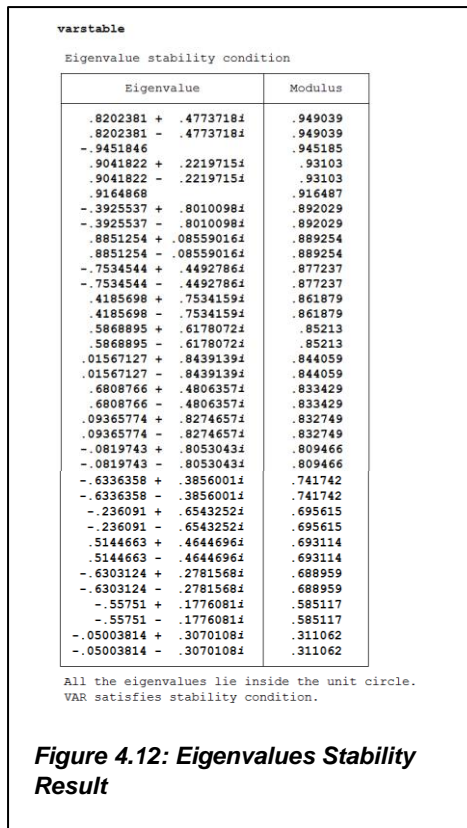 varstable
Eigenvalue stability condition
Eigenvalue Modulus
.8202381 + .4773718i .949039
.8202381 - .4773718i .949039
-.9451846 .945185
.9041822 + .2219715i .93103
.9041822 - .2219715i .93103
.9164868 .916487
-.3925537 + .8010098i .892029
-.3925537 - .8010098i .892029
.8851254 + .08559016i .889254
.8851254 - .08559016i .889254
-.7534544 + .4492786i .877237
-.7534544 - .4492786i .877237
.4185698 + .7534159i .861879
.4185698 - .7534159i .861879
.5868895 + .6178072i .85213
.5868895 - .6178072i .85213
.01567127 + .8439139i .844059
.01567127 - .8439139i .844059
.6808766 + .4806357i .833429
.6808766 - .4806357i .833429
.09365774 + .8274657i .832749
.09365774 - .8274657i .832749
-.0819743 + .8053043i .809466
-.0819743 - .8053043i .809466
-.6336358 + .3856001i .741742
-.6336358 - .3856001i .741742
-.236091 + .6543252i .695615
-.236091 - .6543252i .695615
.5144663 + .4644696i .693114
.5144663 - .4644696i .693114
-.6303124 + .2781568i .688959
-.6303124 - .2781568i .688959
-.55751 + .1776081i .585117
-.55751 - .1776081i .585117
-.05003814 + .3070108i .311062
-.05003814 - .3070108i .311062
All the eigenvalues lie inside the unit circle.
VAR satisfies stability condition.
Figure 4.12: Eigenvalues Stability
Result